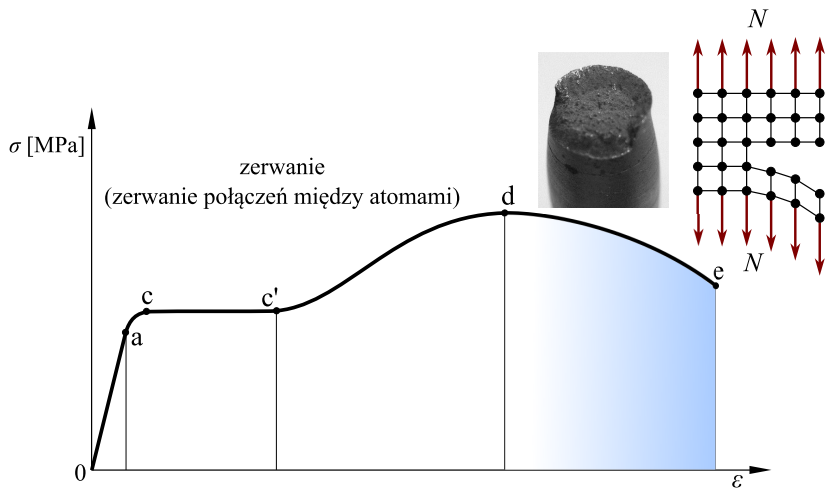 N
σ [MPa]
zerwanie
(zerwanie połączeń między atomami)
d
N
e
c
c'
a
0
ε